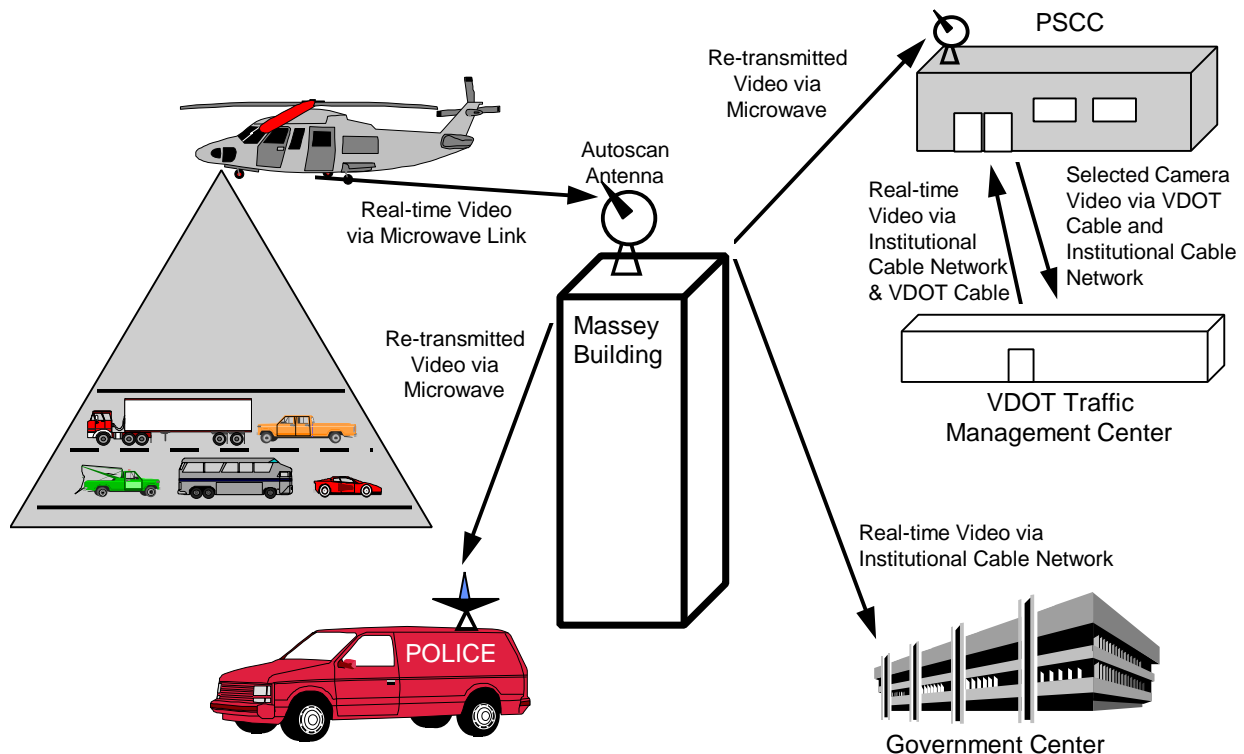 PSCC
Re-transmitted
Video via
Microwave
Autoscan
Antenna
Real-time Video
via Microwave Link
Real-time
Video via
Institutional
Cable Network
& VDOT Cable
Selected Camera
Video via VDOT
Cable and
Institutional Cable
Network
Massey
Building
Re-transmitted
Video via
Microwave
VDOT Traffic
Management Center
Real-time Video via
Institutional Cable Network
POLICE
Government Center